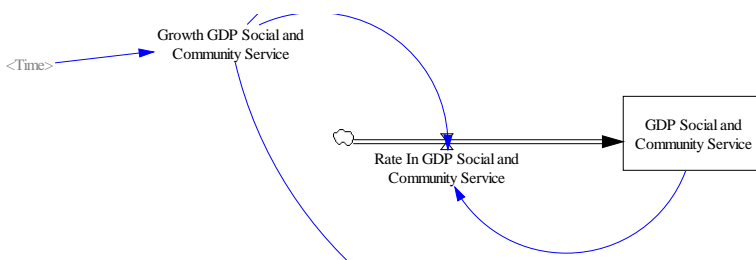 Growth GDP Social and
Community Service
<Time>
GDP Social and
Community Service
Rate In GDP Social and
Community Service